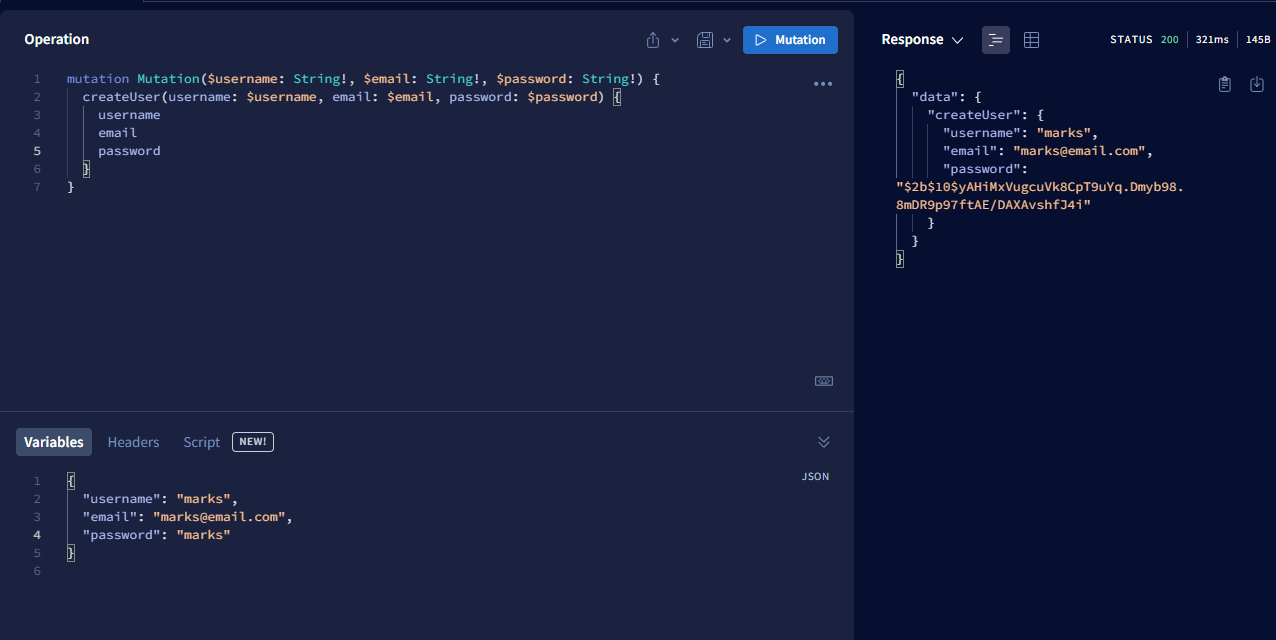 Operation
Mutation
1 mutation Mutation($username: String!, $email: String!, $password: String!) {
2 createUser(username: $username, email: $email, password: $password) {
3 username
4 email
5 password
6 }
7 }
Variables Headers Script NEW!
JSON
1 {
2 "username": "marks",
3 "email": "marks@email.com",
4 "password": "marks"
5 }
6
Response STATUS 200 321ms 145B
{
"data": {
"createUser": {
"username": "marks",
"email": "marks@email.com",
"password":
"$2b$10$yAHiMxVugcuVk8CpT9uYq.Dmyb98.
8mDR9p97ftAE/DAXAvshfJ4i"
}
}
}